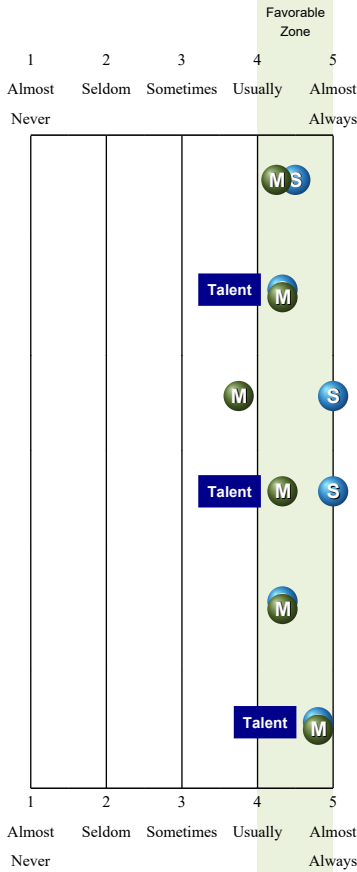 Favorable
Zone
1 2 3 4 5
Almost Seldom Sometimes Usually Almost
Never Always
M S
Talent
M
M S
Talent M S
M
Talent
M
1 2 3 4 5
Almost Seldom Sometimes Usually Almost
Never Always